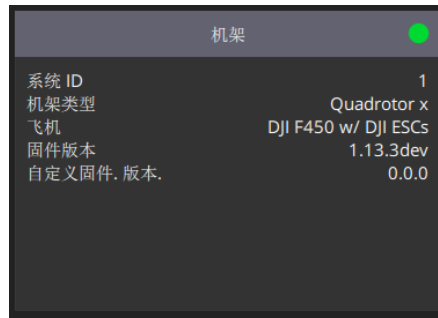 机架
系统 ID 1
机架类型 Quadrotor x
飞机 DJI F450 w/ DJI ESCs
固件版本 1.13.3dev
自定义固件. 版本. 0.0.0